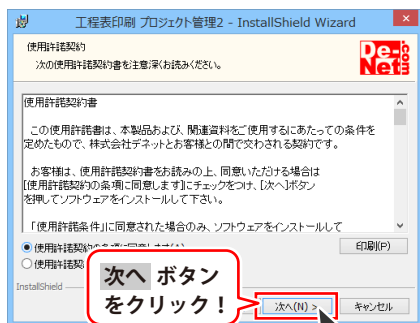 工程表印刷 プロジェクト管理2 - InstallShield Wizard
使用許諾契約
次の使用許諾契約書を注意深くお読みください。
De-Net.com
使用許諾契約書
この使用許諾書は、本製品および、関連資料をご使用するにあたっての条件を
定めたもので、株式会社デネットとお客様との間で交わされる契約です。
お客様は、使用許諾契約書をお読みの上、同意いただける場合は
[使用許諾契約の条項に同意します]にチェックをつけ、[次へ]ボタン
を押してソフトウェアをインストールして下さい。
「使用許諾条件」に同意された場合のみ、ソフトウェアをインストールして
使用許諾契約の条項に同意します(A)
印刷(P)
使用許諾契
InstallShield
次へ ボタン
をクリック！
次へ(N) >
キャンセル